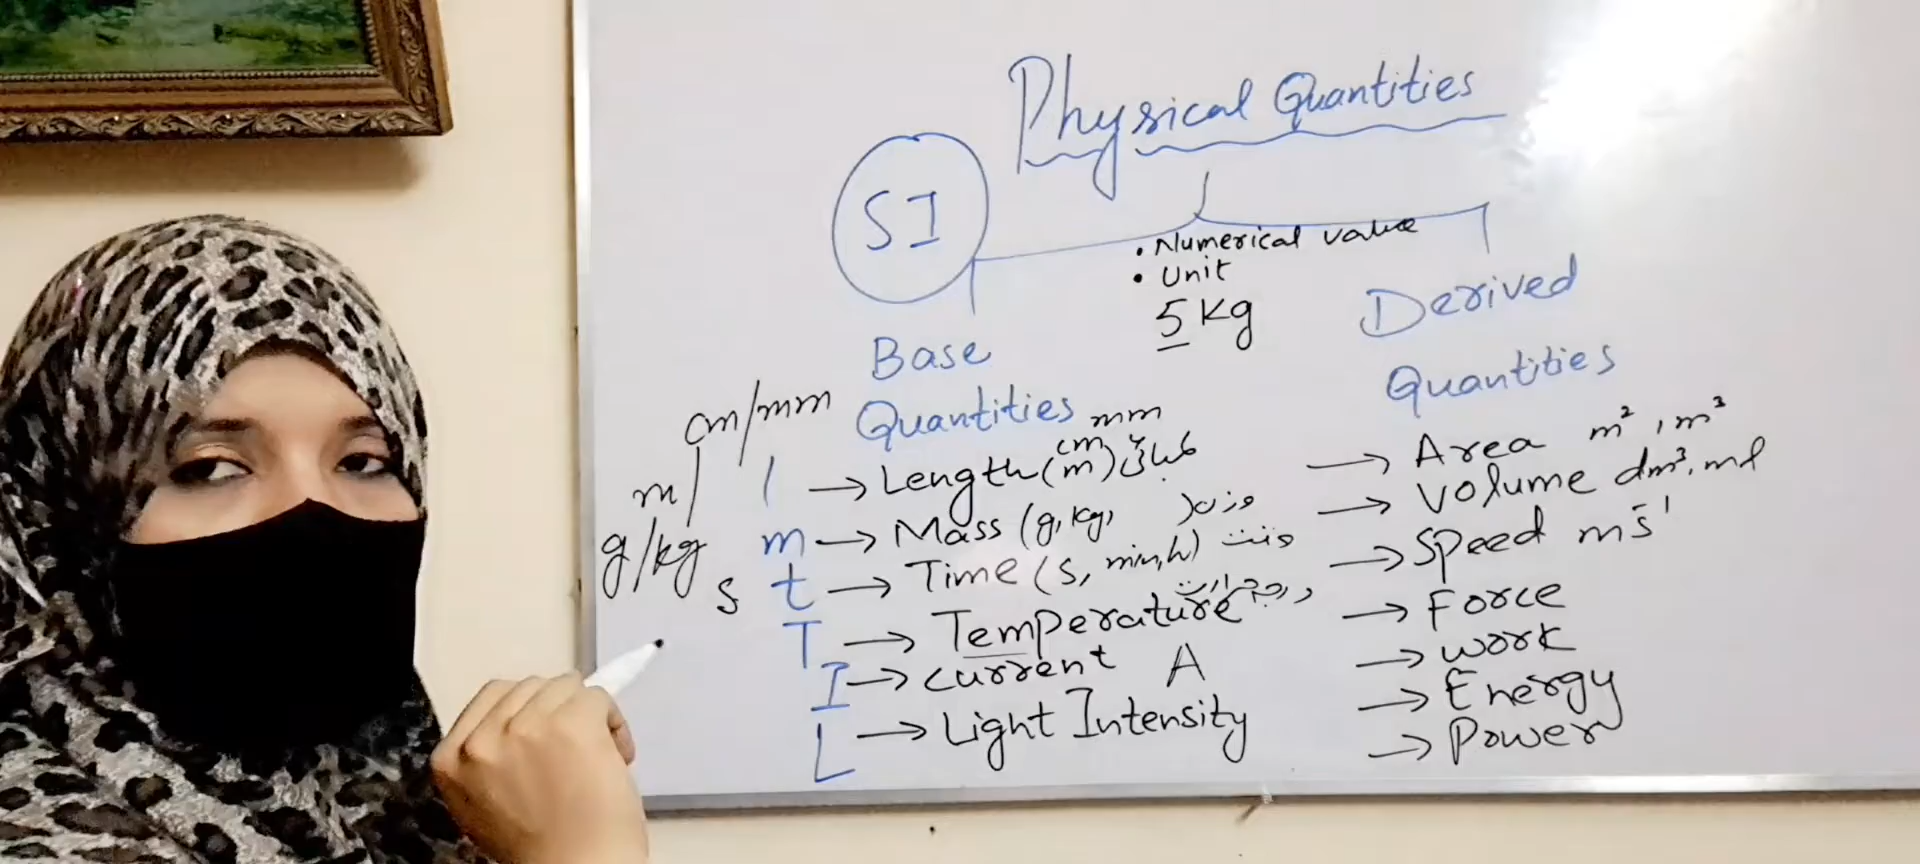 Physical Quantities
SI
• Numerical value
• Unit
5 Kg
Base
Quantities
Derived
Quantities
cm/mm
m/
g/kg
s
mm
cm
l → Length (m)
m → Mass (g, kg,) وزن
t → Time (s, min, h) وقت
T → Temperature درجہ حرارت
I → Current A
L → Light Intensity
→ Area m², m³
→ Volume dm³, ml
→ Speed ms⁻¹
→ Force
→ work
→ Energy
→ Power